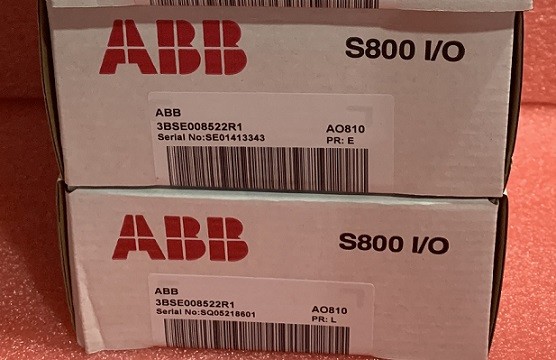 ABB S800 I/O
ABB
3BSE008522R1 AO810
Serial No:SE01413343 PR: E
ABB S800 I/O
ABB
3BSE008522R1 AO810
Serial No:SQ05218601 PR: L